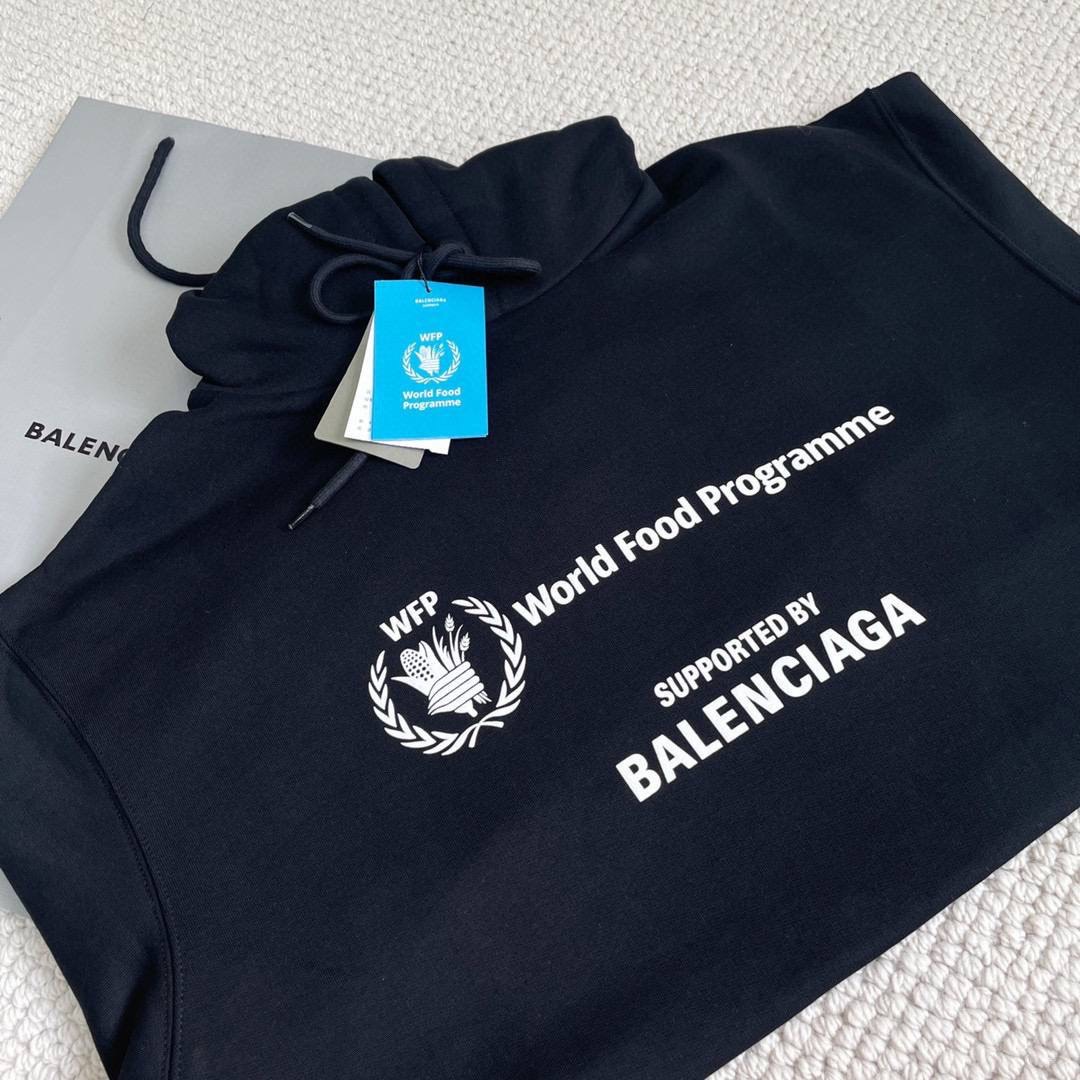 BALENCIAGA
WFP
World Food
Programme
BALENC
WFP
World Food Programme
SUPPORTED BY
BALENCIAGA